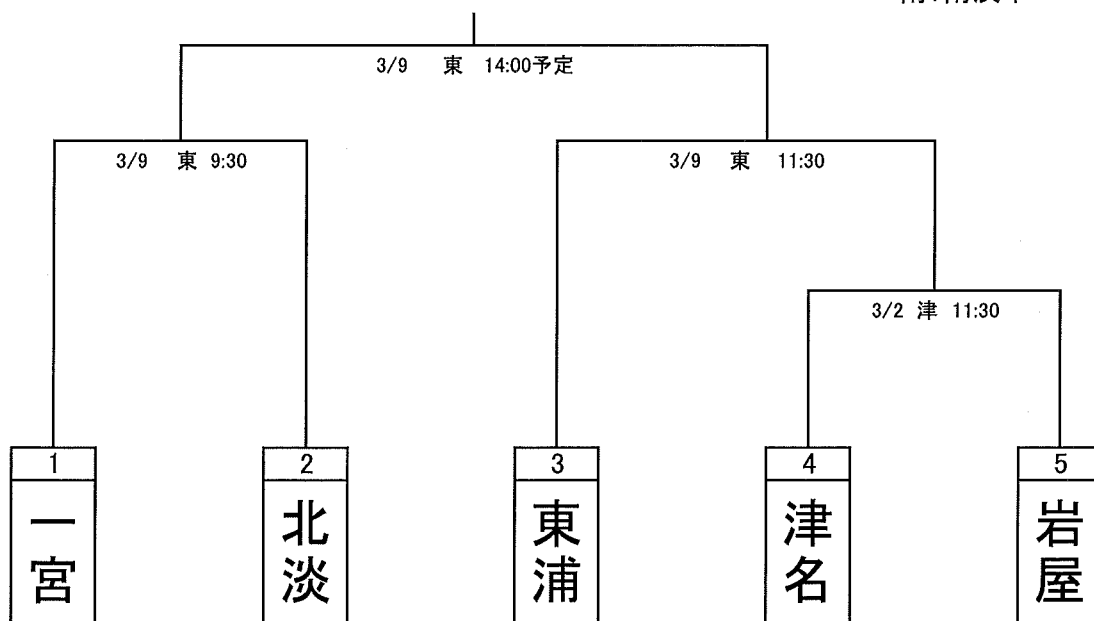 3/9 東 14:00予定
3/9 東 9:30
3/9 東 11:30
3/2 津 11:30
1
2
3
4
5
一宮
北淡
東浦
津名
岩屋